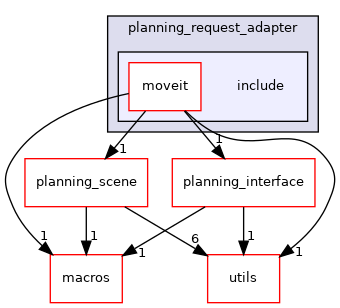 planning_request_adapter
moveit
include
1
1
planning_scene
planning_interface
1
1
6
1
1
1
macros
utils